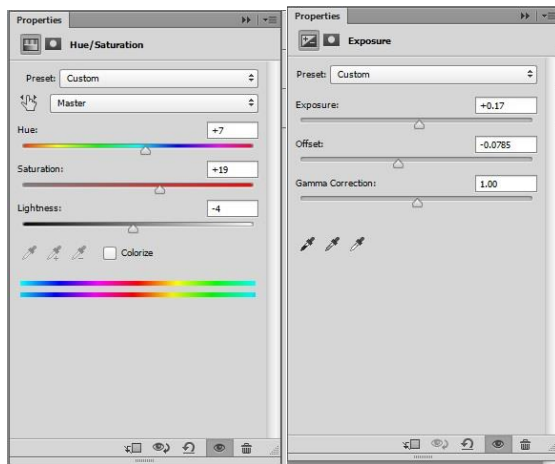 Properties
Hue/Saturation
Preset: Custom
Master
Hue: +7
Saturation: +19
Lightness: -4
Colorize
Properties
Exposure
Preset: Custom
Exposure: +0.17
Offset: -0.0785
Gamma Correction: 1.00